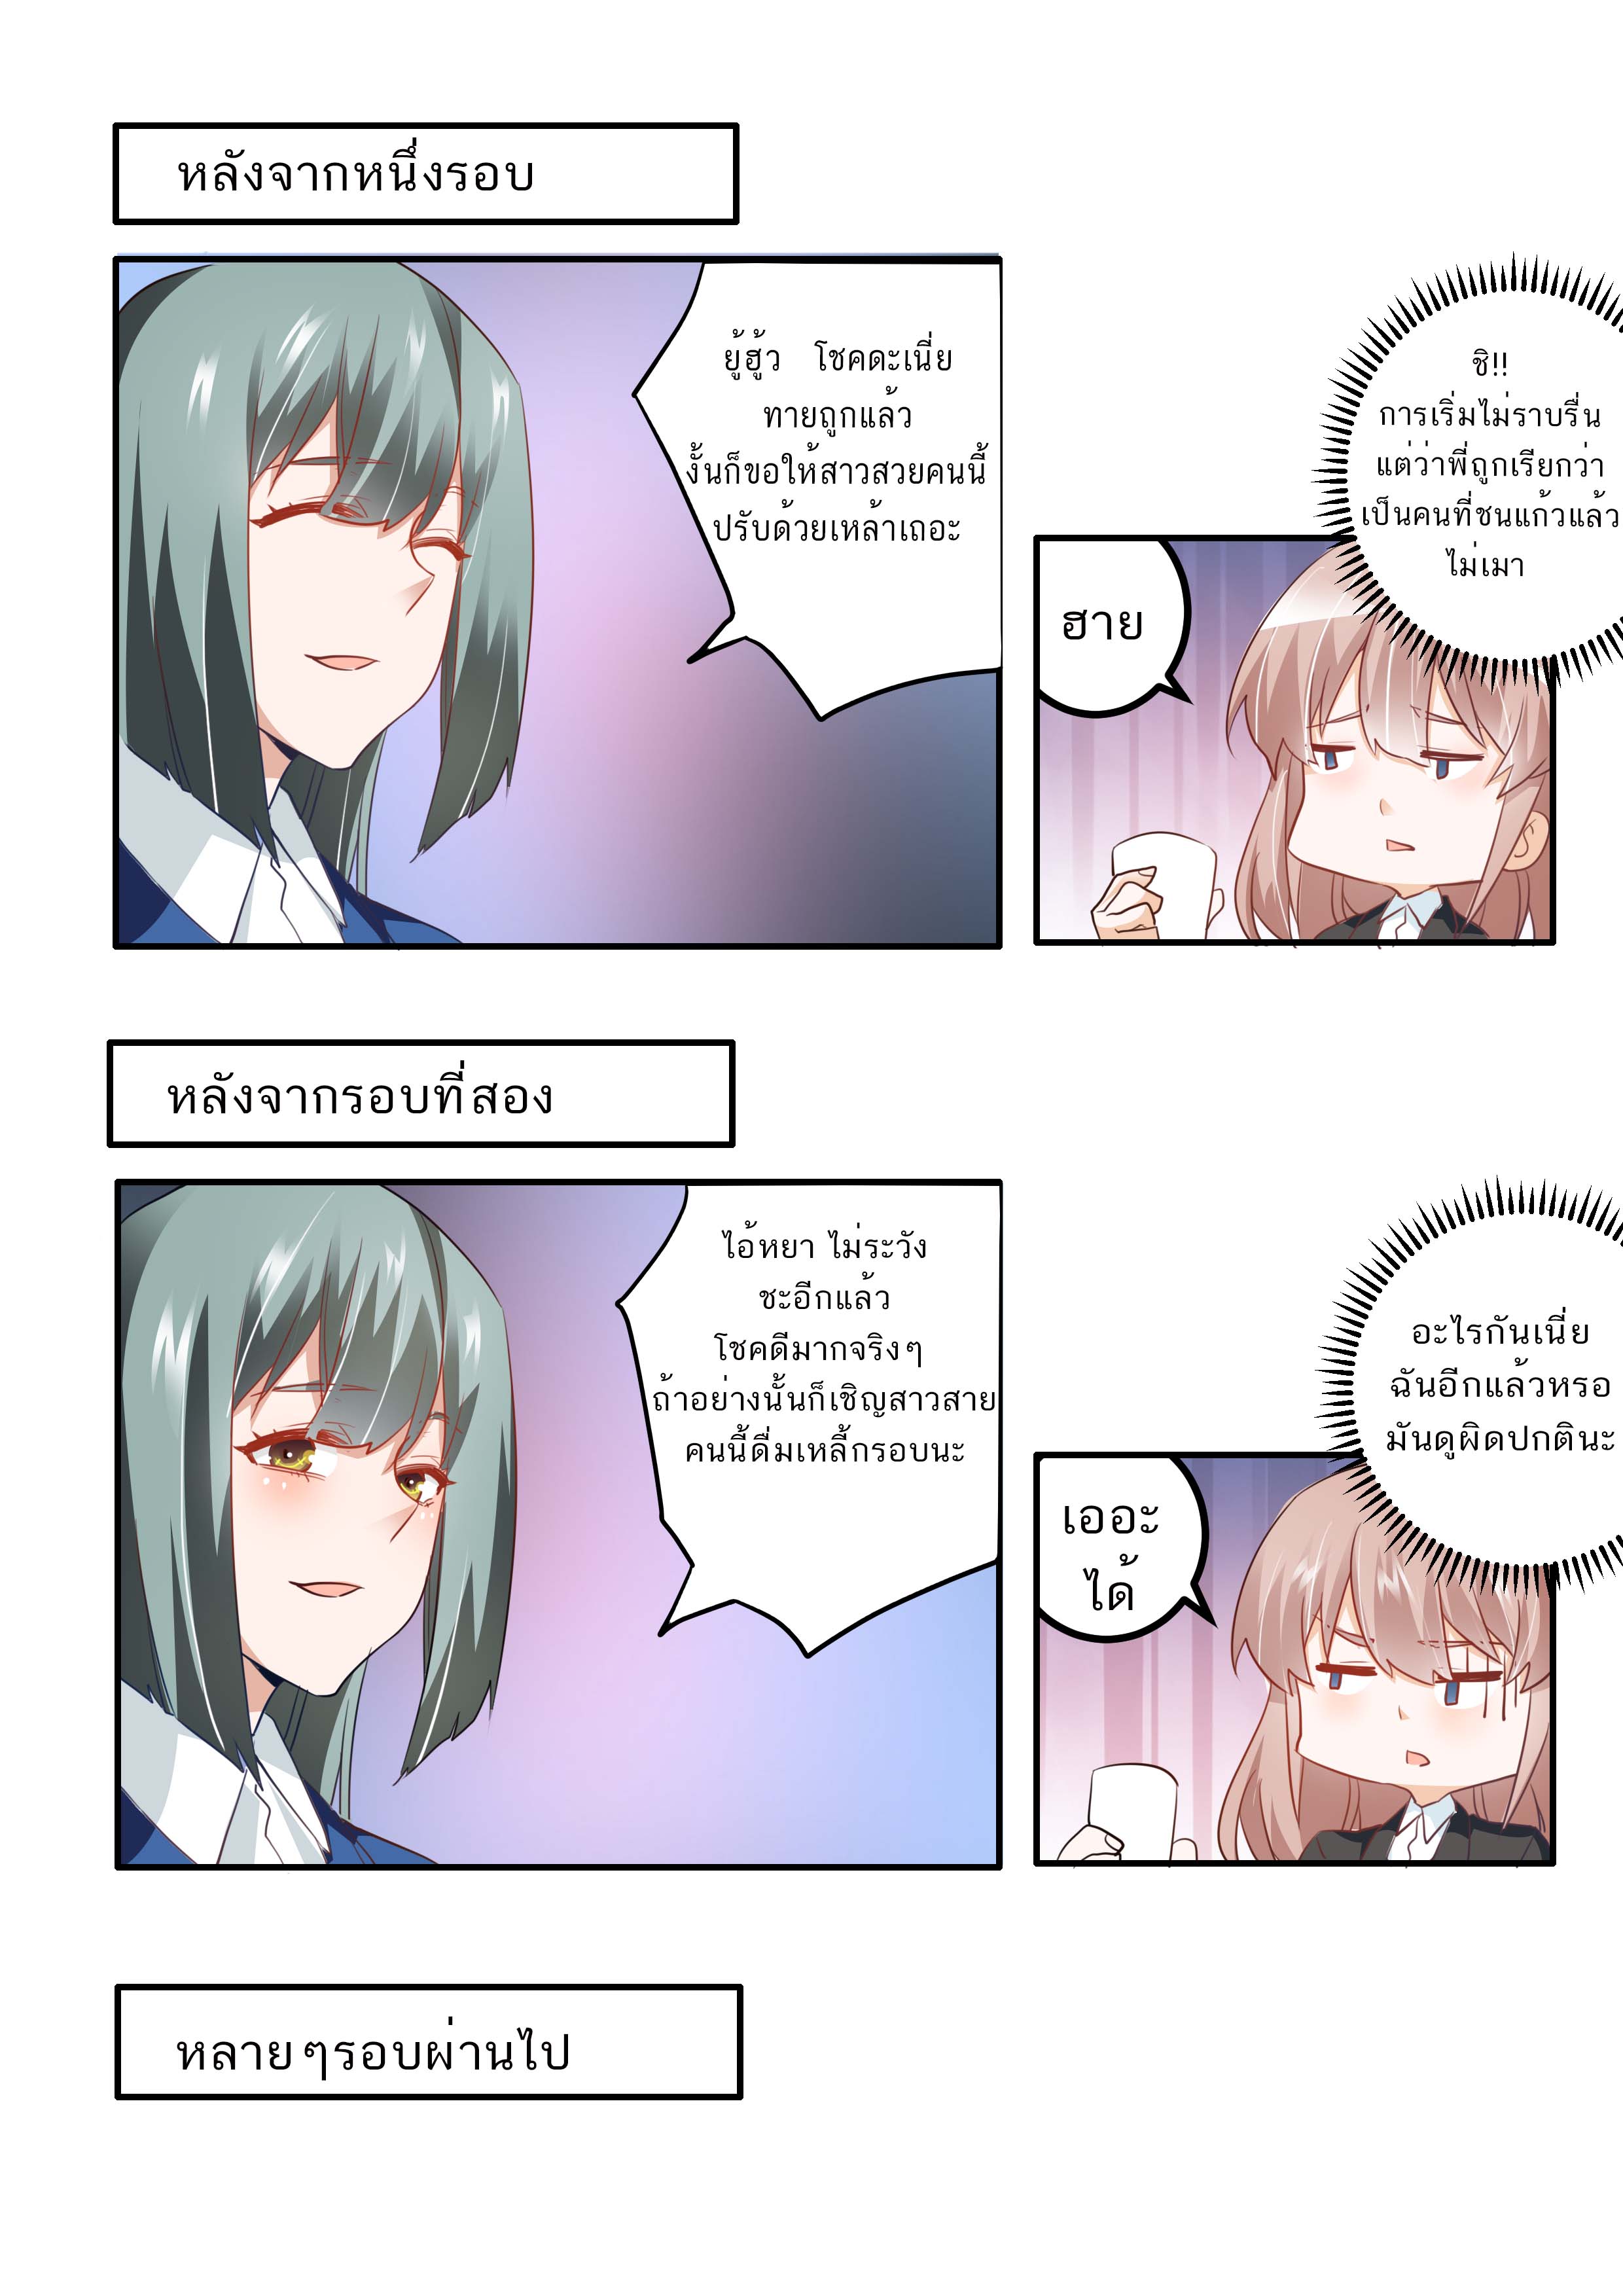 หลังจากหนึ่งรอบ
ยู้ฮู้ว โชคดะเนี่ย
ทายถูกแล้ว
งั้นก็ขอให้สาวสวยคนนี้
ปรับด้วยเหล้าเถอะ
ชิ!!
การเริ่มไม่ราบรื่น
แต่ว่าพี่ถูกเรียกว่า
เป็นคนที่ชนแก้วแล้ว
ไม่เมา
ฮาย
หลังจากรอบที่สอง
ไอ้หยา ไม่ระวัง
ชะอีกแล้ว
โชคดีมากจริงๆ
ถ้าอย่างนั้นก็เชิญสาวสาย
คนนี้ดื่มเหลี้กรอบนะ
อะไรกันเนี่ย
ฉันอีกแล้วหรอ
มันดูผิดปกตินะ
เออะ
ได้
หลายๆรอบผ่านไป